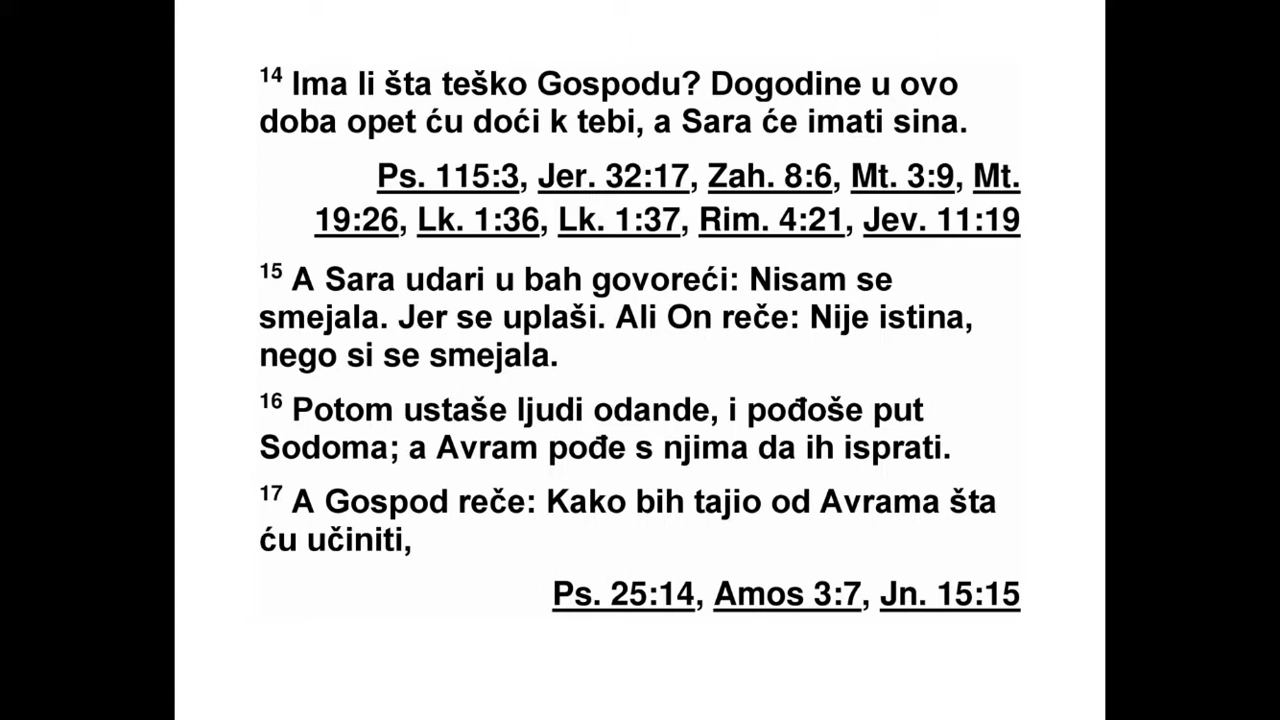 14 Ima li šta teško Gospodu? Dogodine u ovo
doba opet ću doći k tebi, a Sara će imati sina.
Ps. 115:3, Jer. 32:17, Zah. 8:6, Mt. 3:9, Mt.
19:26, Lk. 1:36, Lk. 1:37, Rim. 4:21, Jev. 11:19
15 A Sara udari u bah govoreći: Nisam se
smejala. Jer se uplaši. Ali On reče: Nije istina,
nego si se smejala.
16 Potom ustaše ljudi odande, i pođoše put
Sodoma; a Avram pođe s njima da ih isprati.
17 A Gospod reče: Kako bih tajio od Avrama šta
ću učiniti,
Ps. 25:14, Amos 3:7, Jn. 15:15